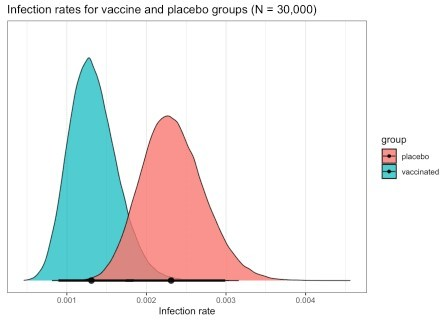 Infection rates for vaccine and placebo groups (N = 30,000)
group
placebo
vaccinated
0.001 0.002 0.003 0.004
Infection rate